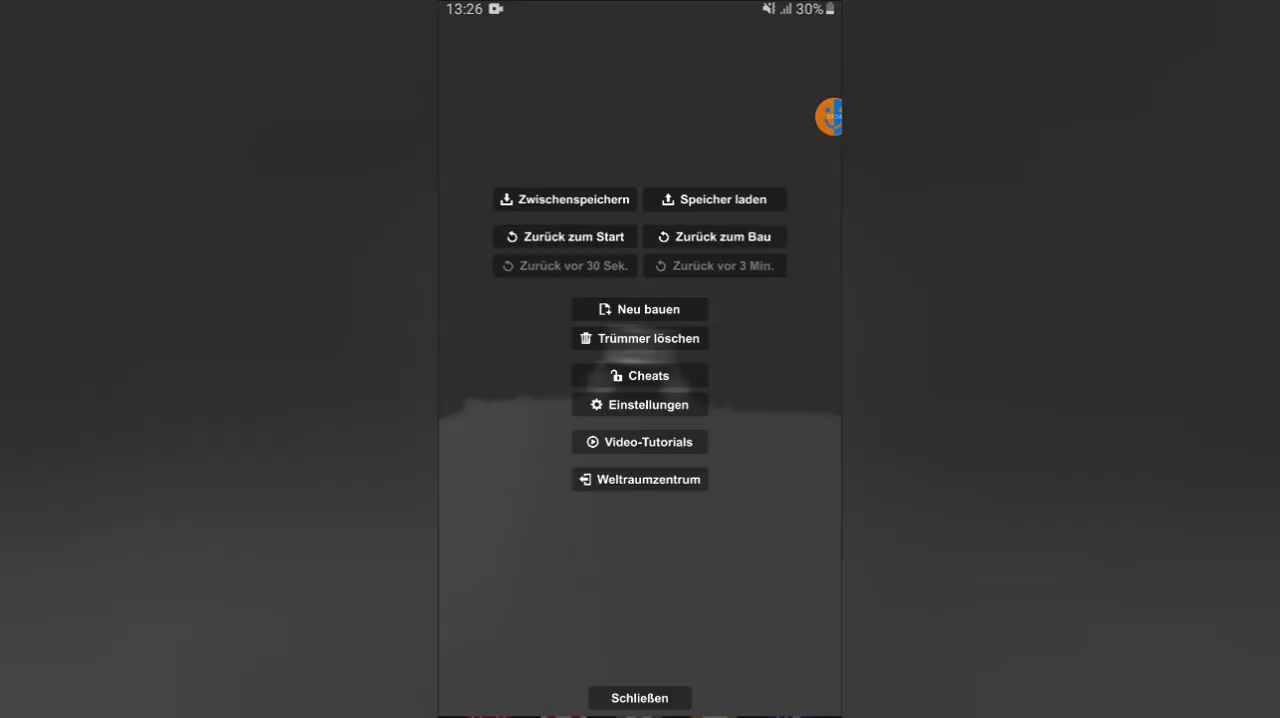 13:26
30%
Zwischenspeichern
Speicher laden
Zurück zum Start
Zurück zum Bau
Zurück vor 30 Sek.
Zurück vor 3 Min.
Neu bauen
Trümmer löschen
Cheats
Einstellungen
Video-Tutorials
Weltraumzentrum
Schließen